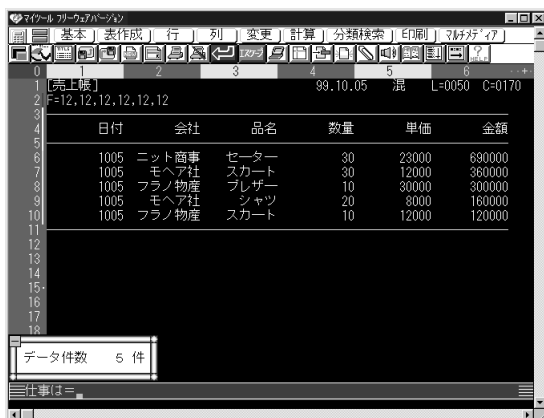 マイツール フリーウェアバージョン
基本 表作成 行 列 変更 計算 分類検索 印刷 マルチメディア
0 1 2 3 4 5 6
1 [売上帳] 99.10.05 混 L=0050 C=0170
2 F=12,12,12,12,12,12
3
4 日付 会社 品名 数量 単価 金額
5
6 1005 ニット商事 セーター 30 23000 690000
7 1005 モヘア社 スカート 30 12000 360000
8 1005 フラノ物産 ブレザー 10 30000 300000
9 1005 モヘア社 シャツ 20 8000 160000
10 1005 フラノ物産 スカート 10 12000 120000
11
12
13
14
15
16
17
18
データ件数 5 件
仕事は=